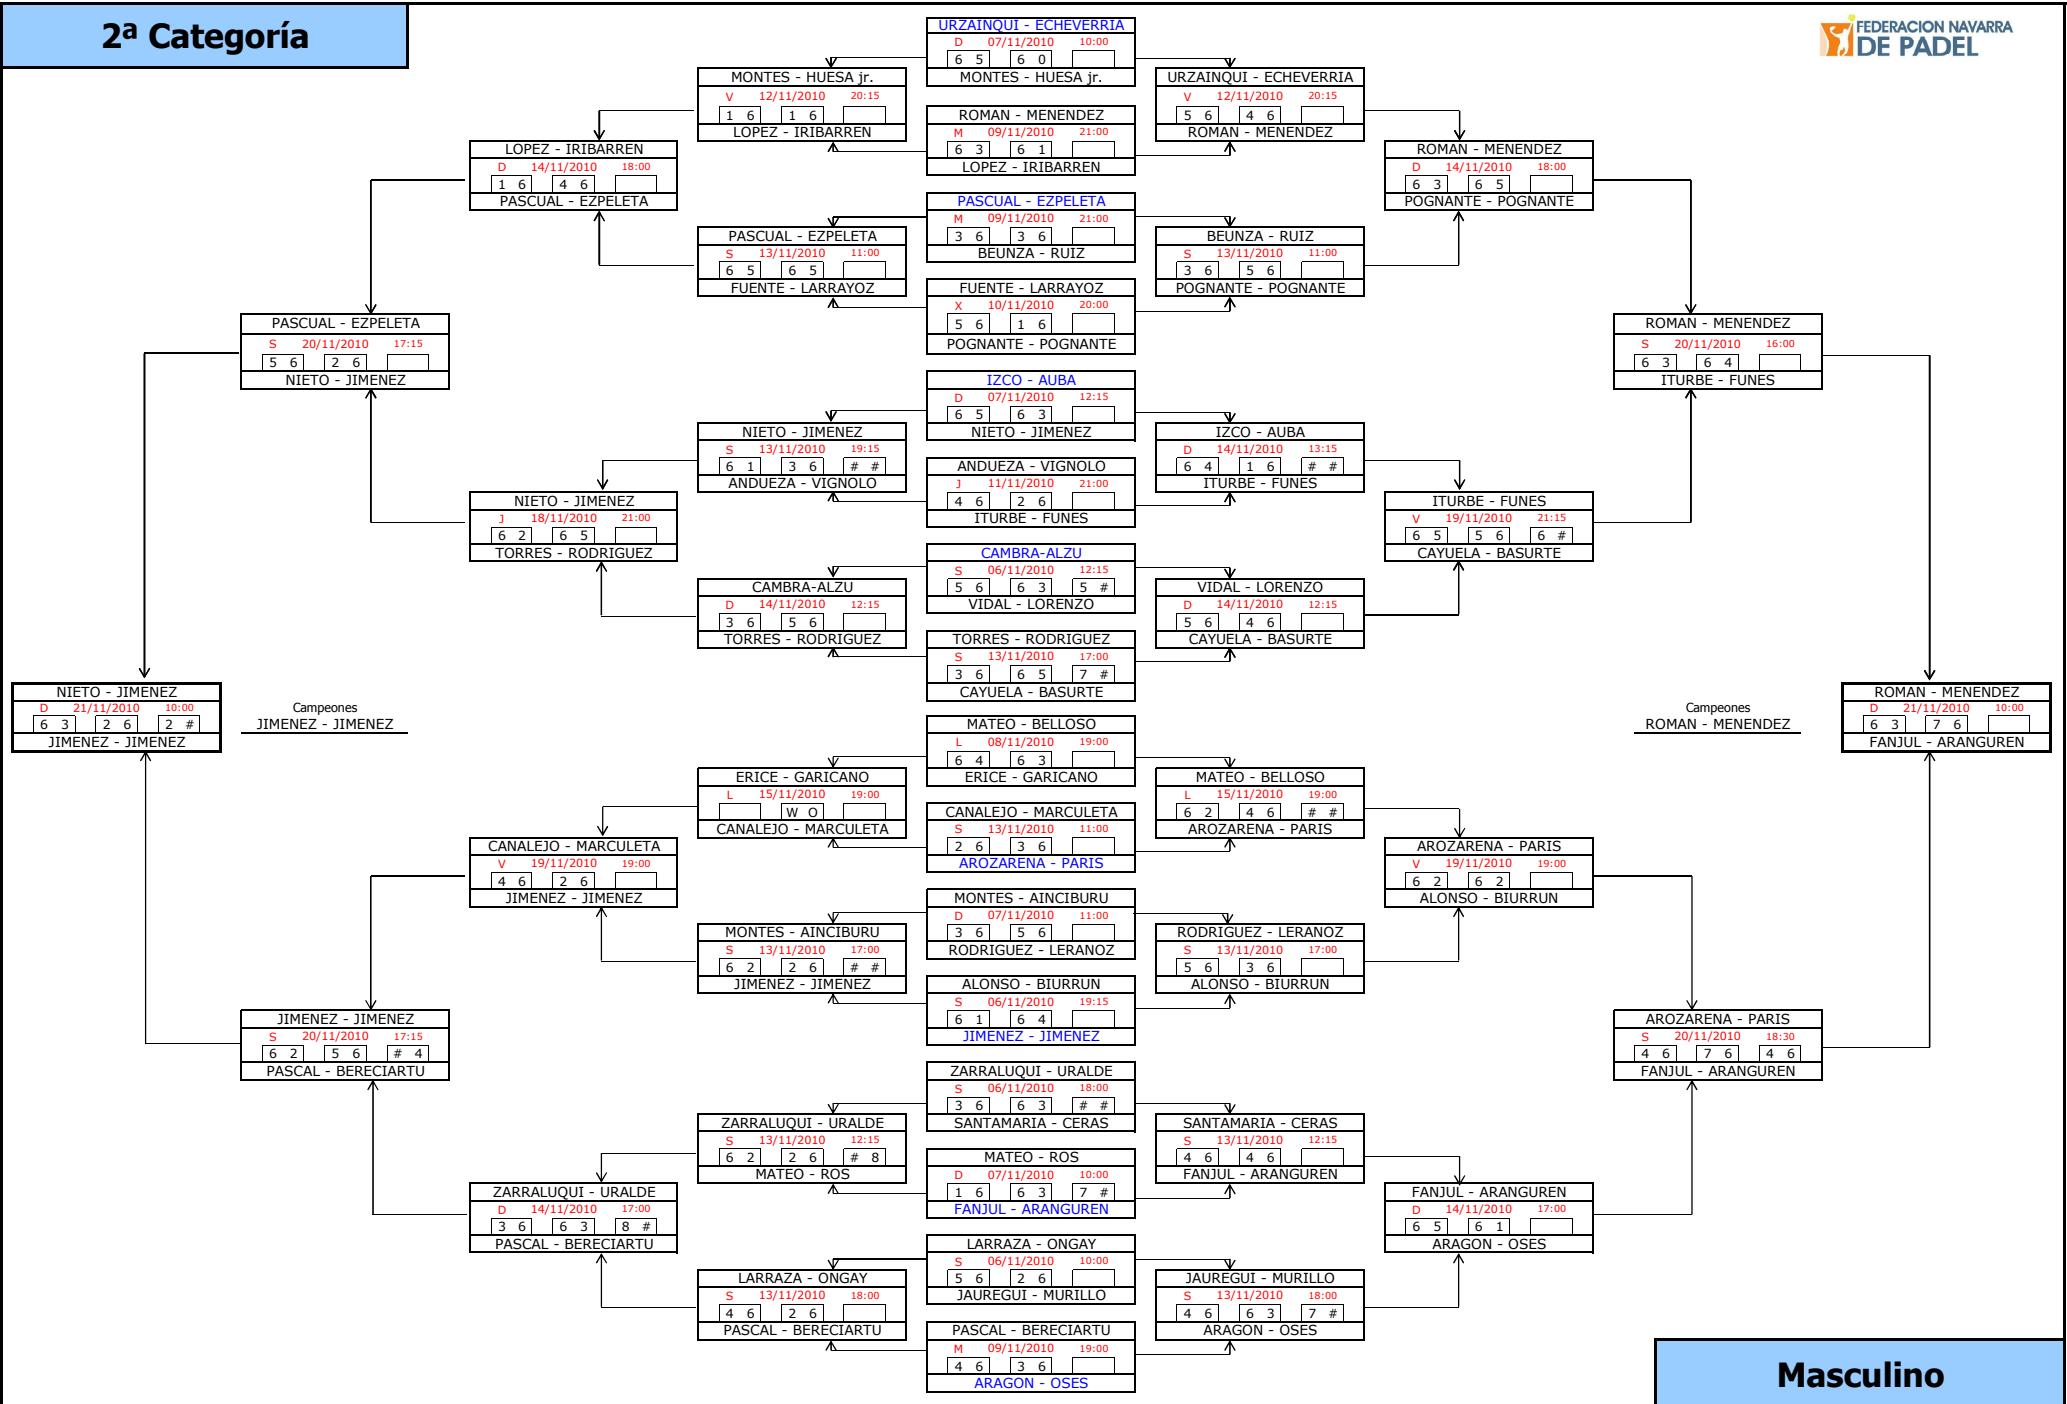 2ª Categoría
FEDERACION NAVARRA
DE PADEL
URZAINQUI - ECHEVERRIA
D 07/11/2010 10:00
6 5 6 0
MONTES - HUESA jr.
ROMAN - MENENDEZ
M 09/11/2010 21:00
6 3 6 1
LOPEZ - IRIBARREN
PASCUAL - EZPELETA
M 09/11/2010 21:00
3 6 3 6
BEUNZA - RUIZ
FUENTE - LARRAYOZ
X 10/11/2010 20:00
5 6 1 6
POGNANTE - POGNANTE
IZCO - AUBA
D 07/11/2010 12:15
6 5 6 3
NIETO - JIMENEZ
ANDUEZA - VIGNOLO
J 11/11/2010 21:00
4 6 2 6
ITURBE - FUNES
CAMBRA-ALZU
S 06/11/2010 12:15
5 6 6 3 5 #
VIDAL - LORENZO
TORRES - RODRIGUEZ
S 13/11/2010 17:00
3 6 6 5 7 #
CAYUELA - BASURTE
MATEO - BELLOSO
L 08/11/2010 19:00
6 4 6 3
ERICE - GARICANO
CANALEJO - MARCULETA
S 13/11/2010 11:00
2 6 3 6
AROZARENA - PARIS
MONTES - AINCIBURU
D 07/11/2010 11:00
3 6 5 6
RODRIGUEZ - LERANOZ
ALONSO - BIURRUN
S 06/11/2010 19:15
6 1 6 4
JIMENEZ - JIMENEZ
ZARRALUQUI - URALDE
S 06/11/2010 18:00
3 6 6 3 # #
SANTAMARIA - CERAS
MATEO - ROS
D 07/11/2010 10:00
1 6 6 3 7 #
FANJUL - ARANGUREN
LARRAZA - ONGAY
S 06/11/2010 10:00
5 6 2 6
JAUREGUI - MURILLO
PASCAL - BERECIARTU
M 09/11/2010 19:00
4 6 3 6
ARAGON - OSES
MONTES - HUESA jr.
V 12/11/2010 20:15
1 6 1 6
LOPEZ - IRIBARREN
PASCUAL - EZPELETA
S 13/11/2010 11:00
6 5 6 5
FUENTE - LARRAYOZ
NIETO - JIMENEZ
S 13/11/2010 19:15
6 1 3 6 # #
ANDUEZA - VIGNOLO
CAMBRA-ALZU
D 14/11/2010 12:15
3 6 5 6
TORRES - RODRIGUEZ
ERICE - GARICANO
L 15/11/2010 19:00
W O
CANALEJO - MARCULETA
MONTES - AINCIBURU
S 13/11/2010 17:00
6 2 2 6 # #
JIMENEZ - JIMENEZ
ZARRALUQUI - URALDE
S 13/11/2010 12:15
6 2 2 6 # 8
MATEO - ROS
LARRAZA - ONGAY
S 13/11/2010 18:00
4 6 2 6
PASCAL - BERECIARTU
LOPEZ - IRIBARREN
D 14/11/2010 18:00
1 6 4 6
PASCUAL - EZPELETA
NIETO - JIMENEZ
J 18/11/2010 21:00
6 2 6 5
TORRES - RODRIGUEZ
CANALEJO - MARCULETA
V 19/11/2010 19:00
4 6 2 6
JIMENEZ - JIMENEZ
ZARRALUQUI - URALDE
D 14/11/2010 17:00
3 6 6 3 8 #
PASCAL - BERECIARTU
PASCUAL - EZPELETA
S 20/11/2010 17:15
5 6 2 6
NIETO - JIMENEZ
JIMENEZ - JIMENEZ
S 20/11/2010 17:15
6 2 5 6 # 4
PASCAL - BERECIARTU
NIETO - JIMENEZ
D 21/11/2010 10:00
6 3 2 6 2 #
JIMENEZ - JIMENEZ
Campeones
JIMENEZ - JIMENEZ
URZAINQUI - ECHEVERRIA
V 12/11/2010 20:15
5 6 4 6
ROMAN - MENENDEZ
BEUNZA - RUIZ
S 13/11/2010 11:00
3 6 5 6
POGNANTE - POGNANTE
IZCO - AUBA
D 14/11/2010 13:15
6 4 1 6 # #
ITURBE - FUNES
VIDAL - LORENZO
D 14/11/2010 12:15
5 6 4 6
CAYUELA - BASURTE
MATEO - BELLOSO
L 15/11/2010 19:00
6 2 4 6 # #
AROZARENA - PARIS
RODRIGUEZ - LERANOZ
S 13/11/2010 17:00
5 6 3 6
ALONSO - BIURRUN
SANTAMARIA - CERAS
S 13/11/2010 12:15
4 6 4 6
FANJUL - ARANGUREN
JAUREGUI - MURILLO
S 13/11/2010 18:00
4 6 6 3 7 #
ARAGON - OSES
ROMAN - MENENDEZ
D 14/11/2010 18:00
6 3 6 5
POGNANTE - POGNANTE
ITURBE - FUNES
V 19/11/2010 21:15
6 5 5 6 6 #
CAYUELA - BASURTE
AROZARENA - PARIS
V 19/11/2010 19:00
6 2 6 2
ALONSO - BIURRUN
FANJUL - ARANGUREN
D 14/11/2010 17:00
6 5 6 1
ARAGON - OSES
ROMAN - MENENDEZ
S 20/11/2010 16:00
6 3 6 4
ITURBE - FUNES
AROZARENA - PARIS
S 20/11/2010 18:30
4 6 7 6 4 6
FANJUL - ARANGUREN
Campeones
ROMAN - MENENDEZ
ROMAN - MENENDEZ
D 21/11/2010 10:00
6 3 7 6
FANJUL - ARANGUREN
Masculino